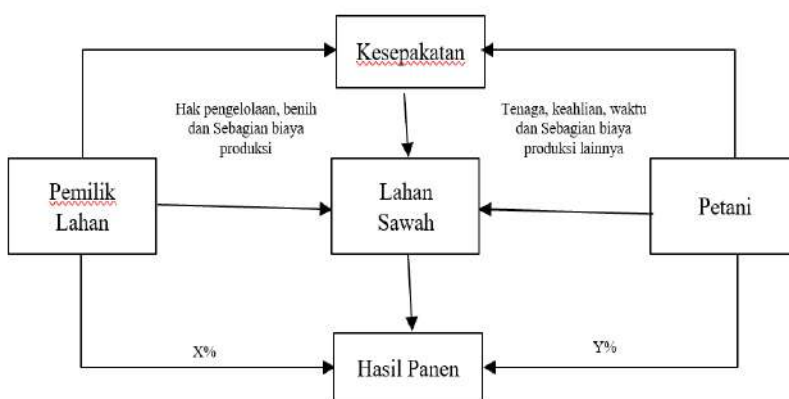 Kesepakatan
Hak pengelolaan, benih
dan Sebagian biaya
produksi
Tenaga, keahlian, waktu
dan Sebagian biaya
produksi lainnya
Pemilik
Lahan
Lahan
Sawah
Petani
X%
Y%
Hasil Panen